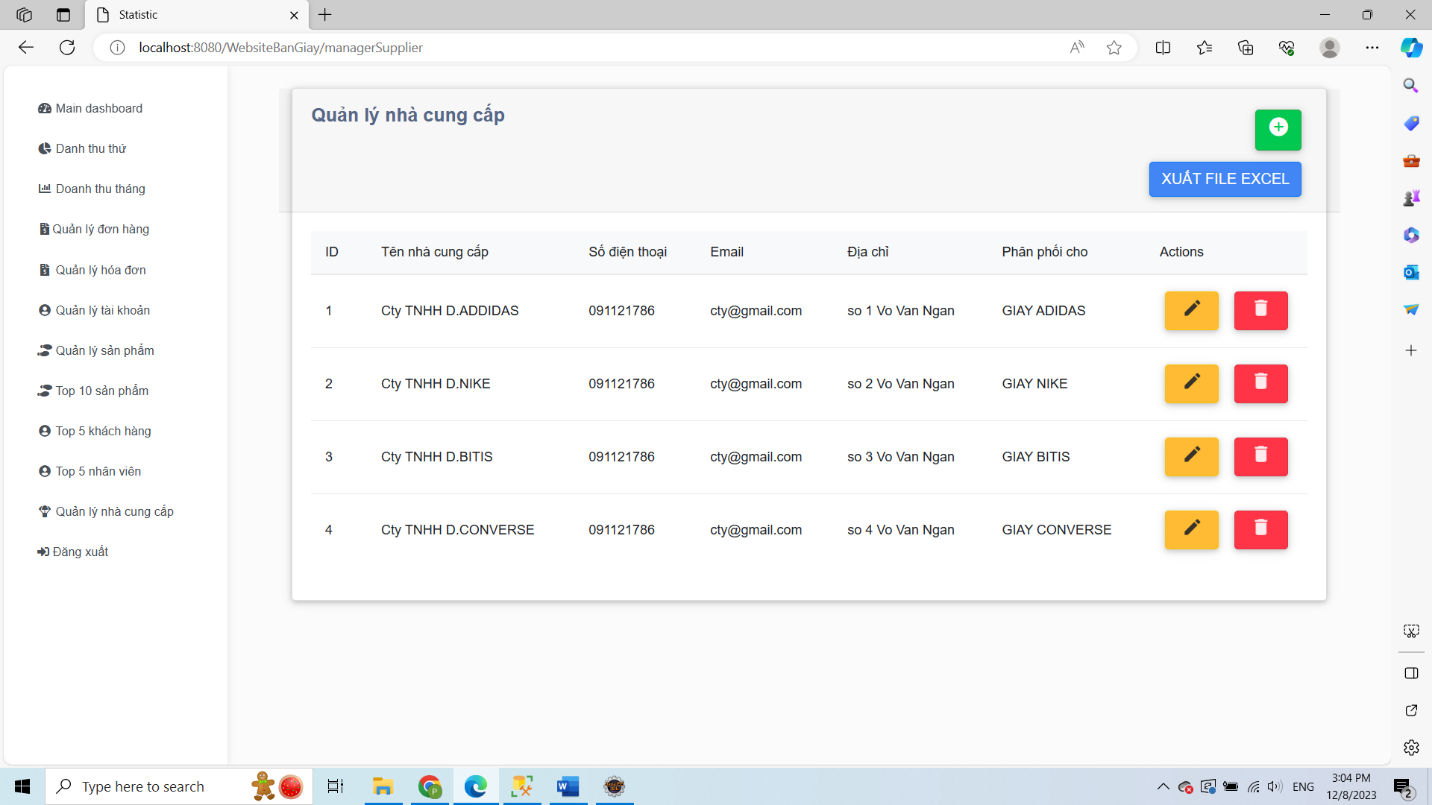 Statistic
localhost:8080/WebsiteBanGiay/managerSupplier
Main dashboard
Danh thu thứ
Doanh thu tháng
Quản lý đơn hàng
Quản lý hóa đơn
Quản lý tài khoản
Quản lý sản phẩm
Top 10 sản phẩm
Top 5 khách hàng
Top 5 nhân viên
Quản lý nhà cung cấp
Đăng xuất
Quản lý nhà cung cấp
XUẤT FILE EXCEL
ID Tên nhà cung cấp Số điện thoại Email Địa chỉ Phân phối cho Actions
1 Cty TNHH D.ADDIDAS 091121786 cty@gmail.com so 1 Vo Van Ngan GIAY ADIDAS
2 Cty TNHH D.NIKE 091121786 cty@gmail.com so 2 Vo Van Ngan GIAY NIKE
3 Cty TNHH D.BITIS 091121786 cty@gmail.com so 3 Vo Van Ngan GIAY BITIS
4 Cty TNHH D.CONVERSE 091121786 cty@gmail.com so 4 Vo Van Ngan GIAY CONVERSE
Type here to search
ENG
3:04 PM
12/8/2023
2